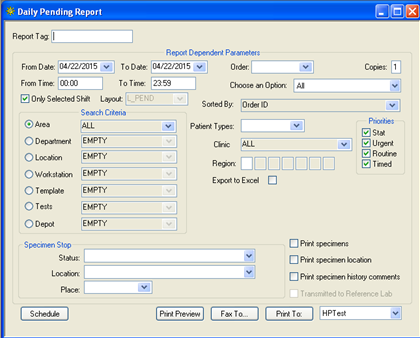 Daily Pending Report
Report Tag:
Report Dependent Parameters
From Date: 04/22/2015 To Date: 04/22/2015 Order: Copies: 1
From Time: 00:00 To Time: 23:59 Choose an Option: All
Only Selected Shift Layout: L_PEND Sorted By: Order ID
Search Criteria
Area ALL
Department EMPTY
Location EMPTY
Workstation EMPTY
Template EMPTY
Tests EMPTY
Depot EMPTY
Patient Types:
Clinic ALL
Region:
Export to Excel
Priorities
Stat
Urgent
Routine
Timed
Specimen Stop
Status:
Location:
Place:
Print specimens
Print specimen location
Print specimen history comments
Transmitted to Reference Lab
Schedule Print Preview Fax To... Print To: HPTest